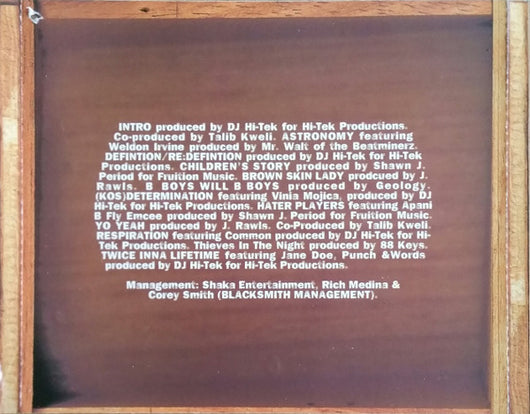 INTRO produced by DJ Hi-Tek for Hi-Tek Productions.
Co-produced by Talib Kweli. ASTRONOMY featuring
Weldon Irvine produced by Mr. Walt of the Beatminerz.
DEFINTION/RE:DEFINTION produced by DJ Hi-Tek for Hi-Tek
Productions. CHILDREN'S STORY produced by Shawn J.
Period for Fruition Music. BROWN SKIN LADY prodcued by J.
Rawls. B BOYS WILL B BOYS produced by Geology.
(KOS)DETERMINATION featuring Vinia Mojica, produced by DJ
Hi-Tek for Hi-Tek Productions. HATER PLAYERS featuring Apani
B Fly Emcee produced by Shawn J. Period for Fruition Music.
YO YEAH produced by J. Rawls. Co-Produced by Talib Kweli.
RESPIRATION featuring Common produced by DJ Hi-Tek for Hi-
Tek Productions. Thieves In The Night produced by 88 Keys.
TWICE INNA LIFETIME featuring Jane Doe, Punch &Words
produced by DJ Hi-Tek for Hi-Tek Productions.
Management: Shaka Entertainment, Rich Medina &
Corey Smith (BLACKSMITH MANAGEMENT).